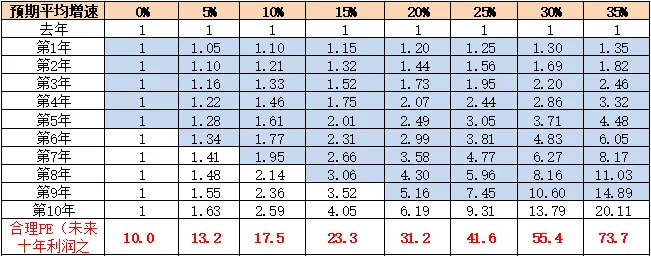 预期平均增速 0% 5% 10% 15% 20% 25% 30% 35%
去年 1 1 1 1 1 1 1 1
第1年 1 1.05 1.10 1.15 1.20 1.25 1.30 1.35
第2年 1 1.10 1.21 1.32 1.44 1.56 1.69 1.82
第3年 1 1.16 1.33 1.52 1.73 1.95 2.20 2.46
第4年 1 1.22 1.46 1.75 2.07 2.44 2.86 3.32
第5年 1 1.28 1.61 2.01 2.49 3.05 3.71 4.48
第6年 1 1.34 1.77 2.31 2.99 3.81 4.83 6.05
第7年 1 1.41 1.95 2.66 3.58 4.77 6.27 8.17
第8年 1 1.48 2.14 3.06 4.30 5.96 8.16 11.03
第9年 1 1.55 2.36 3.52 5.16 7.45 10.60 14.89
第10年 1 1.63 2.59 4.05 6.19 9.31 13.79 20.11
合理PE（未来
十年利润之 10.0 13.2 17.5 23.3 31.2 41.6 55.4 73.7